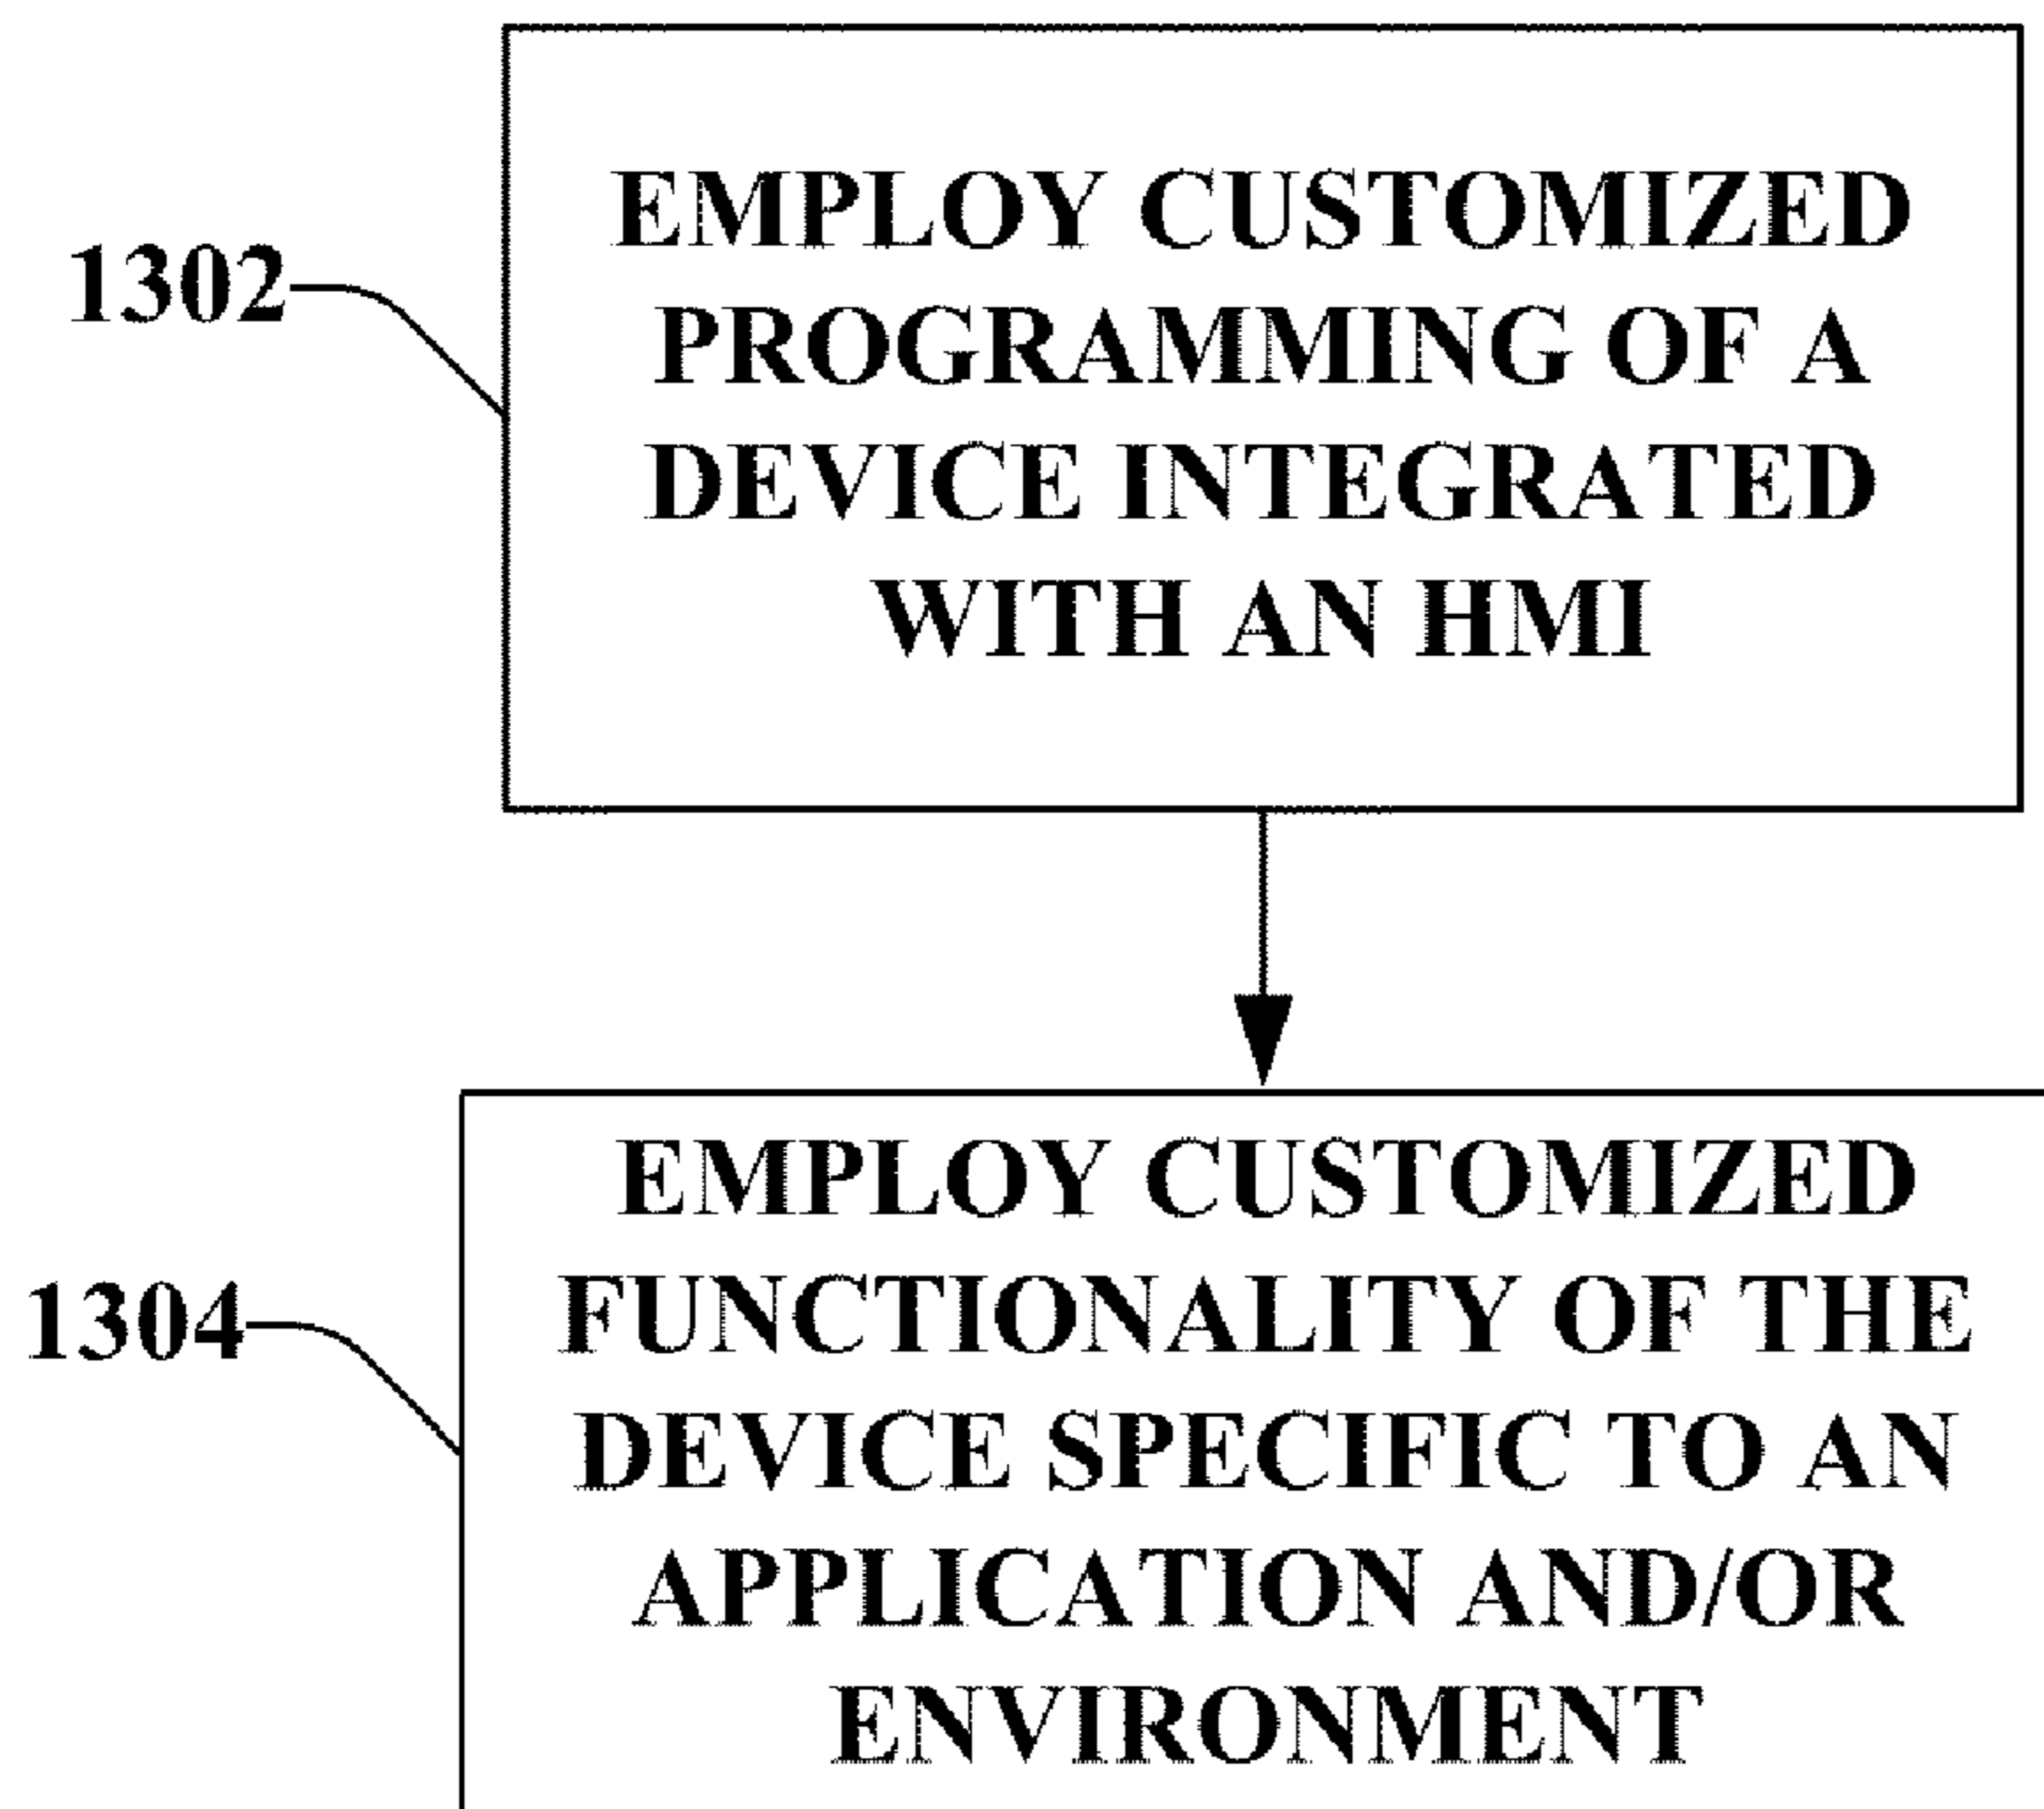 1302
EMPLOY CUSTOMIZED
PROGRAMMING OF A
DEVICE INTEGRATED
WITH AN HMI
1304
EMPLOY CUSTOMIZED
FUNCTIONALITY OF THE
DEVICE SPECIFIC TO AN
APPLICATION AND/OR
ENVIRONMENT